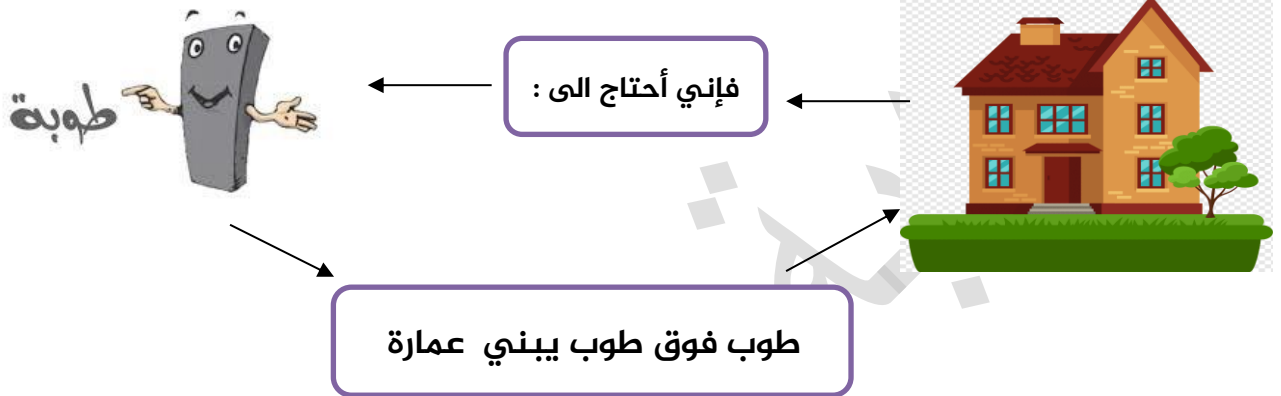 فإني أحتاج الى :
طوبة
طوب فوق طوب يبني عمارة